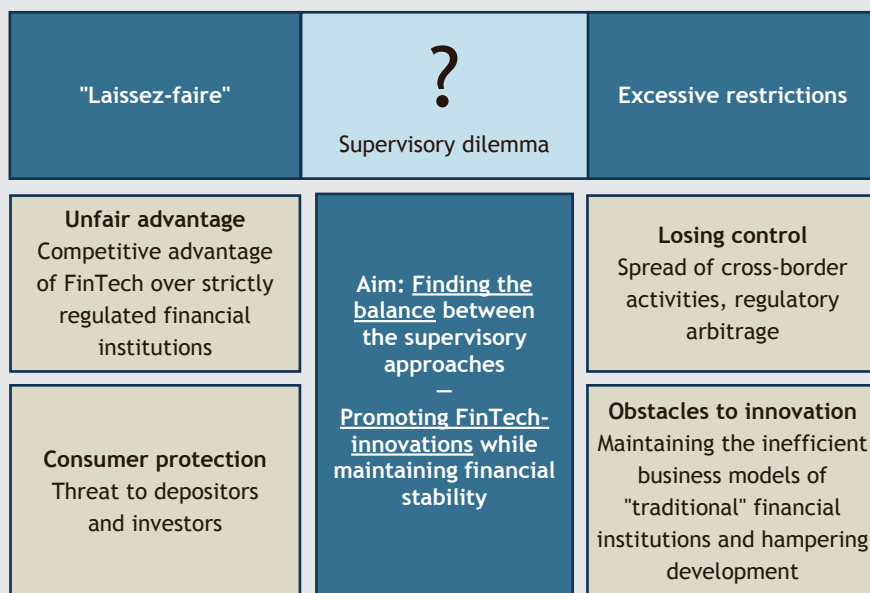 "Laissez-faire"
?
Supervisory dilemma
Excessive restrictions
Unfair advantage
Competitive advantage
of FinTech over strictly
regulated financial
institutions
Consumer protection
Threat to depositors
and investors
Aim: Finding the
balance between
the supervisory
approaches
—
Promoting FinTech-
innovations while
maintaining financial
stability
Losing control
Spread of cross-border
activities, regulatory
arbitrage
Obstacles to innovation
Maintaining the inefficient
business models of
"traditional" financial
institutions and hampering
development